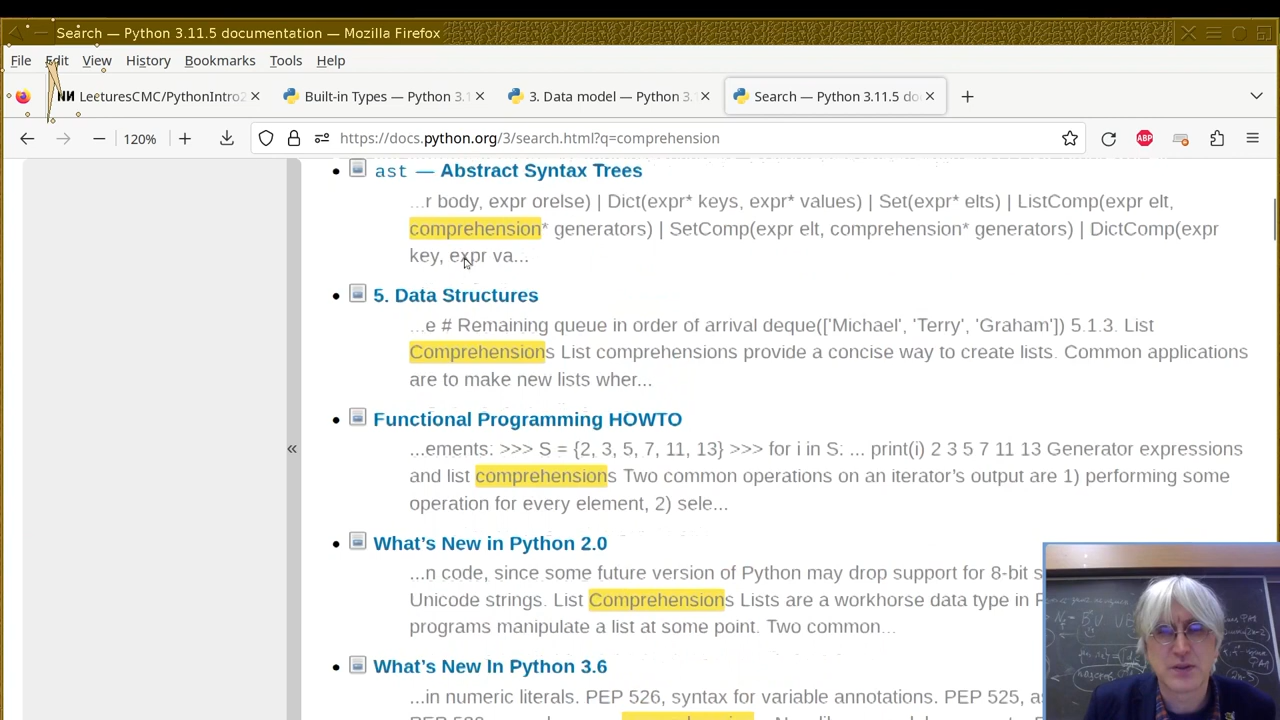 Search — Python 3.11.5 documentation — Mozilla Firefox
File Edit View History Bookmarks Tools Help
LecturesCMC/PythonIntro2
Built-in Types — Python 3.1
3. Data model — Python 3.1
Search — Python 3.11.5 do
120%
https://docs.python.org/3/search.html?q=comprehension
ABP
ast — Abstract Syntax Trees
...r body, expr orelse) | Dict(expr* keys, expr* values) | Set(expr* elts) | ListComp(expr elt,
comprehension* generators) | SetComp(expr elt, comprehension* generators) | DictComp(expr
key, expr va...
5. Data Structures
...e # Remaining queue in order of arrival deque(['Michael', 'Terry', 'Graham']) 5.1.3. List
Comprehensions List comprehensions provide a concise way to create lists. Common applications
are to make new lists wher...
«
Functional Programming HOWTO
...ements: >>> S = {2, 3, 5, 7, 11, 13} >>> for i in S: ... print(i) 2 3 5 7 11 13 Generator expressions
and list comprehensions Two common operations on an iterator’s output are 1) performing some
operation for every element, 2) sele...
What’s New in Python 2.0
...n code, since some future version of Python may drop support for 8-bit s
Unicode strings. List Comprehensions Lists are a workhorse data type in
programs manipulate a list at some point. Two common...
What’s New In Python 3.6
...in numeric literals. PEP 526, syntax for variable annotations. PEP 525, as